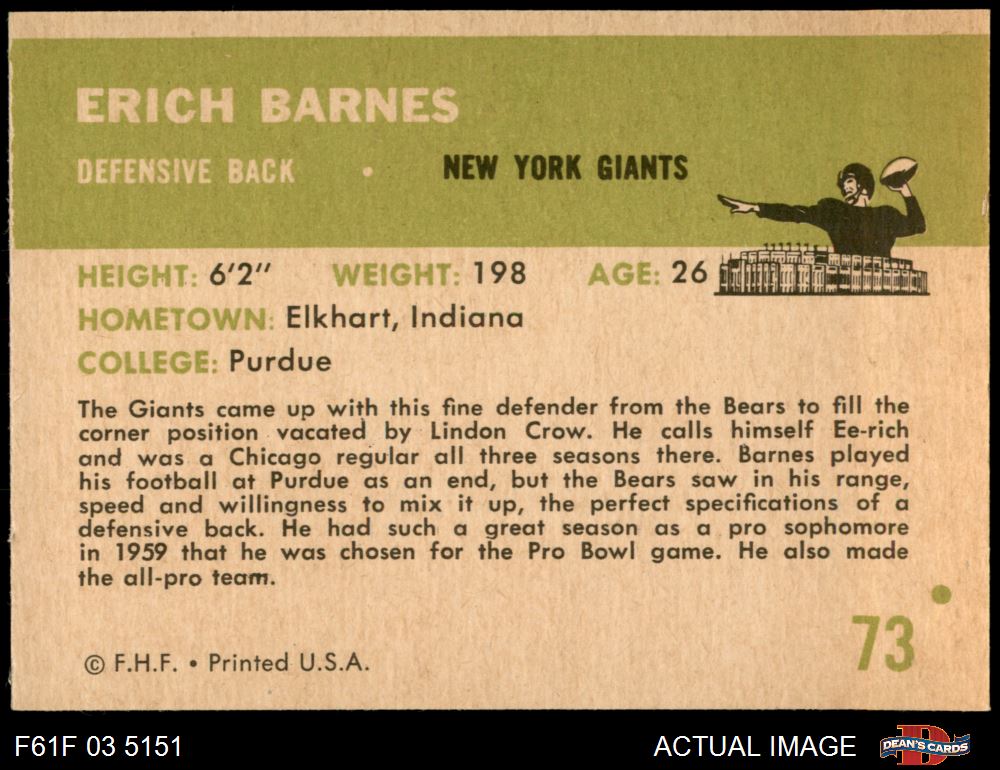 ERICH BARNES
DEFENSIVE BACK • NEW YORK GIANTS
HEIGHT: 6'2" WEIGHT: 198 AGE: 26
HOMETOWN: Elkhart, Indiana
COLLEGE: Purdue
The Giants came up with this fine defender from the Bears to fill the
corner position vacated by Lindon Crow. He calls himself Ee-rich
and was a Chicago regular all three seasons there. Barnes played
his football at Purdue as an end, but the Bears saw in his range,
speed and willingness to mix it up, the perfect specifications of a
defensive back. He had such a great season as a pro sophomore
in 1959 that he was chosen for the Pro Bowl game. He also made
the all-pro team.
73
© F.H.F. • Printed U.S.A.
F61F 03 5151 ACTUAL IMAGE D DEAN'S CARDS